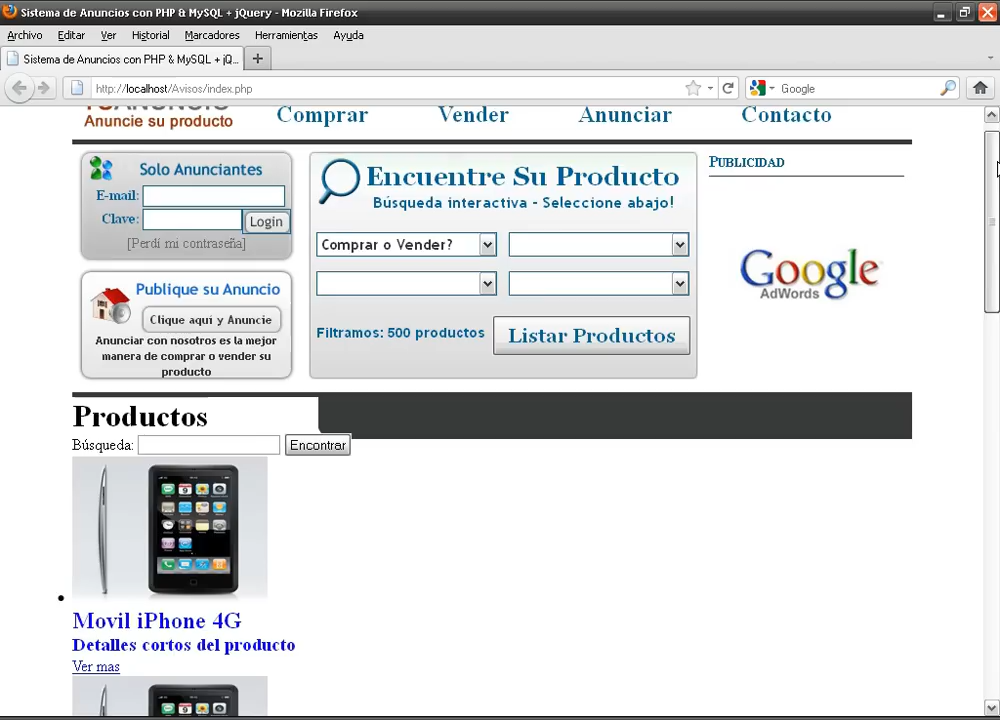 Sistema de Anuncios con PHP & MySQL + jQuery - Mozilla Firefox
Archivo Editar Ver Historial Marcadores Herramientas Ayuda
Sistema de Anuncios con PHP & MySQL + jQ...
http://localhost/Avisos/index.php
Google
TUANUNCIO
Anuncie su producto
Comprar Vender Anunciar Contacto
Solo Anunciantes
E-mail:
Clave:
Login
[Perdí mi contraseña]
Publique su Anuncio
Clique aqui y Anuncie
Anunciar con nosotros es la mejor
manera de comprar o vender su
producto
Encuentre Su Producto
Búsqueda interactiva - Seleccione abajo!
Comprar o Vender?
Filtramos: 500 productos
Listar Productos
PUBLICIDAD
Google
AdWords
Productos
Búsqueda:
Encontrar
Movil iPhone 4G
Detalles cortos del producto
Ver mas